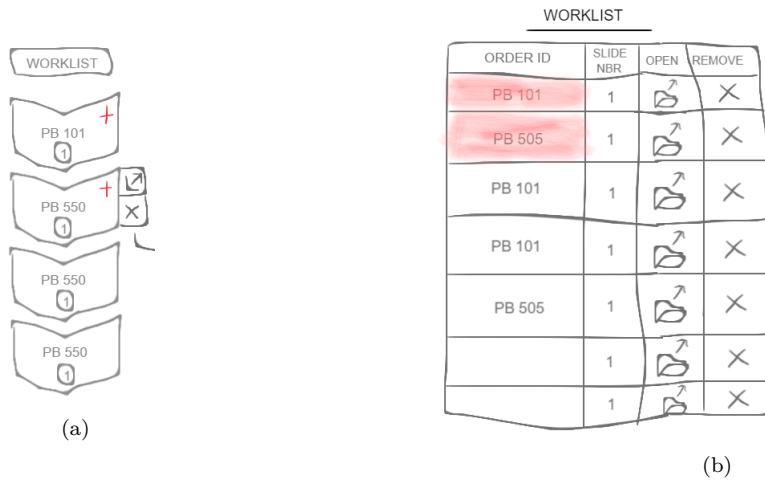 WORKLIST
PB 101
1
PB 550
1
PB 550
1
PB 550
1
(a)
WORKLIST
ORDER ID SLIDE NBR OPEN REMOVE
PB 101 1
PB 505 1
PB 101 1
PB 101 1
PB 505 1
1
1
(b)